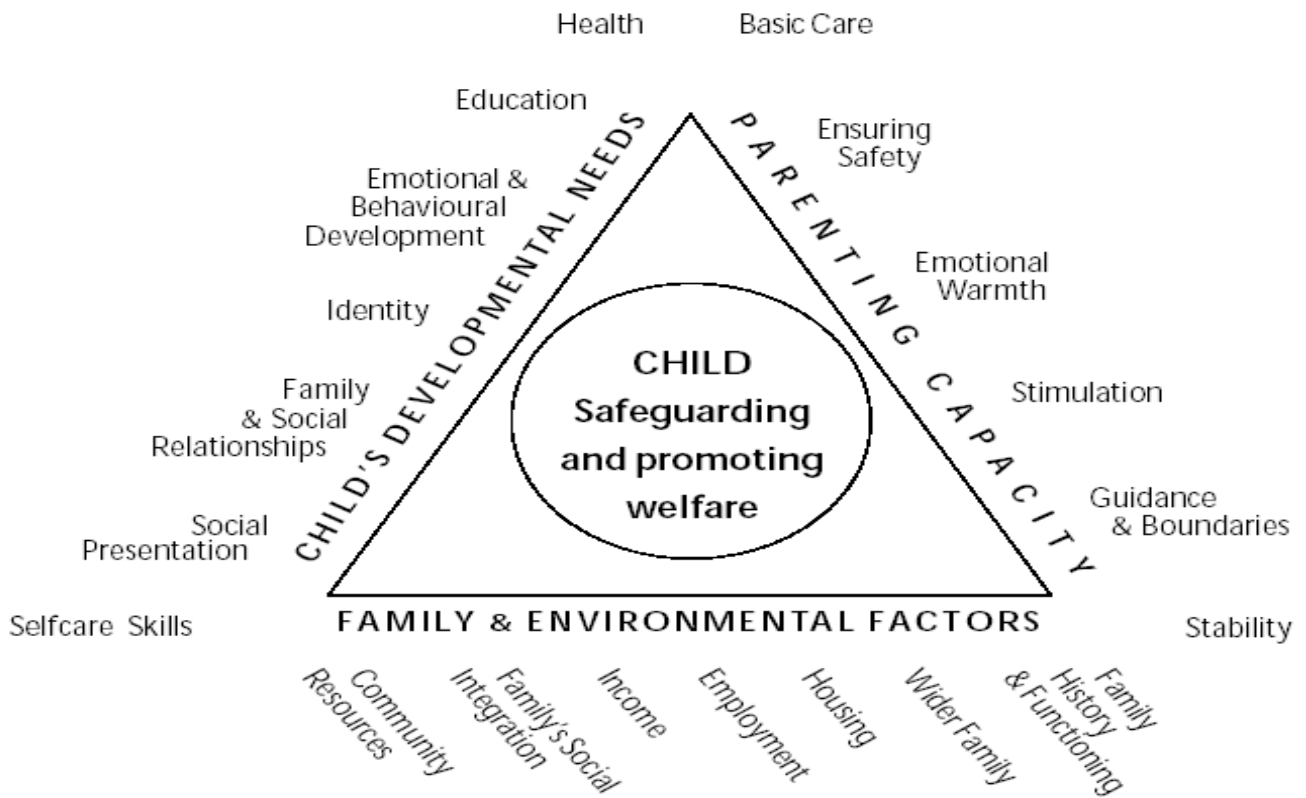 Health
Basic Care
Education
Ensuring
Safety
Emotional &
Behavioural
Development
Emotional
Warmth
Identity
Stimulation
Family
& Social
Relationships
Guidance
& Boundaries
Social
Presentation
Selfcare Skills
Stability
CHILD'S DEVELOPMENTAL NEEDS
PARENTING CAPACITY
CHILD
Safeguarding
and promoting
welfare
FAMILY & ENVIRONMENTAL FACTORS
Community
Resources
Family's Social
Integration
Income
Employment
Housing
Wider Family
Family
History
& Functioning